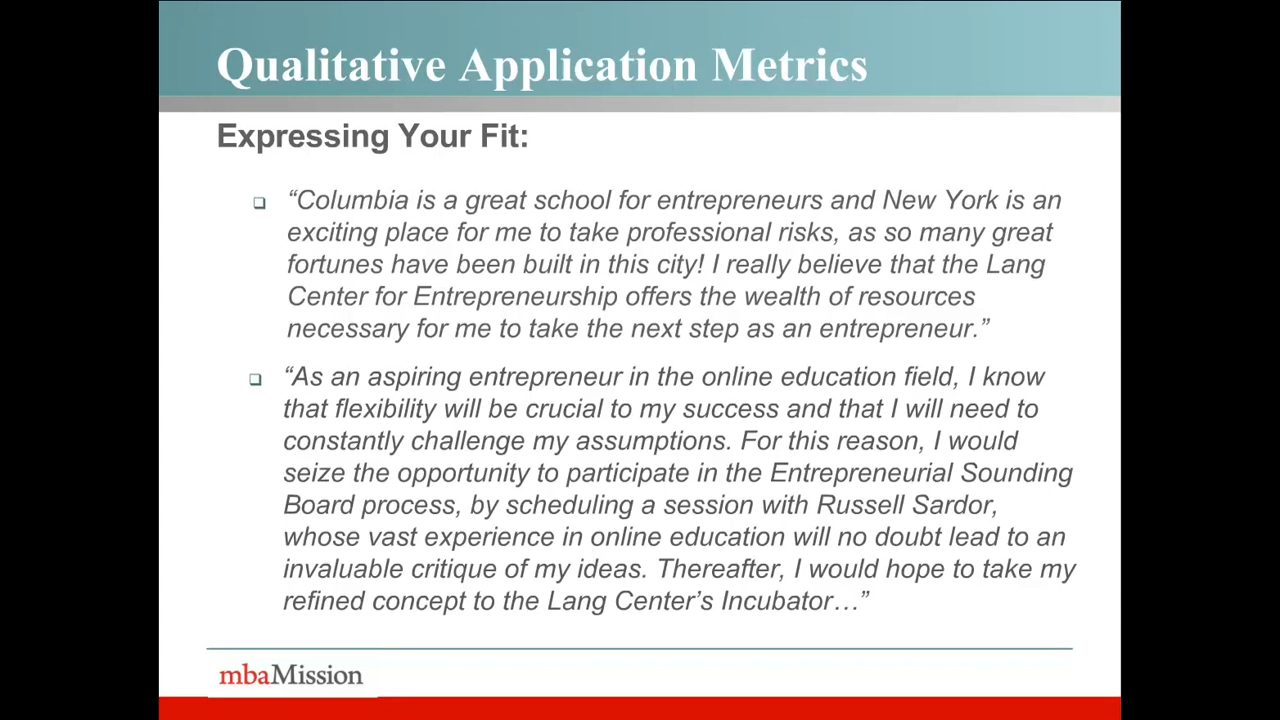 Qualitative Application Metrics
Expressing Your Fit:
“Columbia is a great school for entrepreneurs and New York is an
exciting place for me to take professional risks, as so many great
fortunes have been built in this city! I really believe that the Lang
Center for Entrepreneurship offers the wealth of resources
necessary for me to take the next step as an entrepreneur.”
“As an aspiring entrepreneur in the online education field, I know
that flexibility will be crucial to my success and that I will need to
constantly challenge my assumptions. For this reason, I would
seize the opportunity to participate in the Entrepreneurial Sounding
Board process, by scheduling a session with Russell Sardor,
whose vast experience in online education will no doubt lead to an
invaluable critique of my ideas. Thereafter, I would hope to take my
refined concept to the Lang Center’s Incubator…”
mbaMission